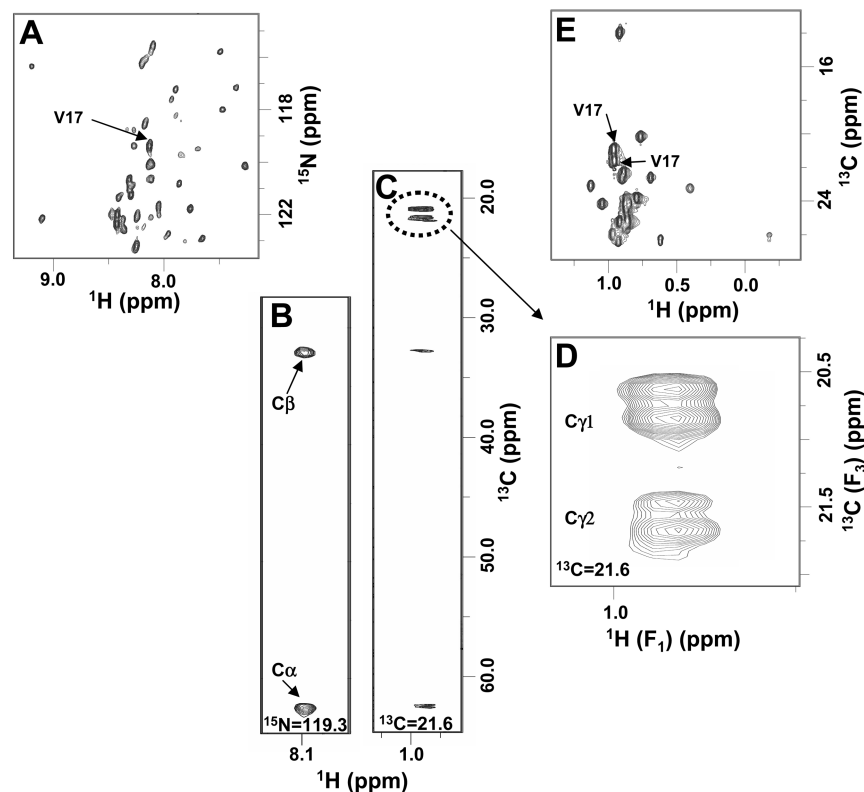 A
V17
118
122
¹⁵N (ppm)
9.0
8.0
¹H (ppm)
B
Cβ
Cα
¹⁵N=119.3
8.1
C
20.0
30.0
40.0
50.0
60.0
¹³C (ppm)
¹³C=21.6
1.0
¹H (ppm)
E
V17
V17
16
24
¹³C (ppm)
1.0
0.5
0.0
¹H (ppm)
D
Cγ1
Cγ2
¹³C=21.6
20.5
21.5
¹³C (F₃) (ppm)
1.0
¹H (F₁) (ppm)